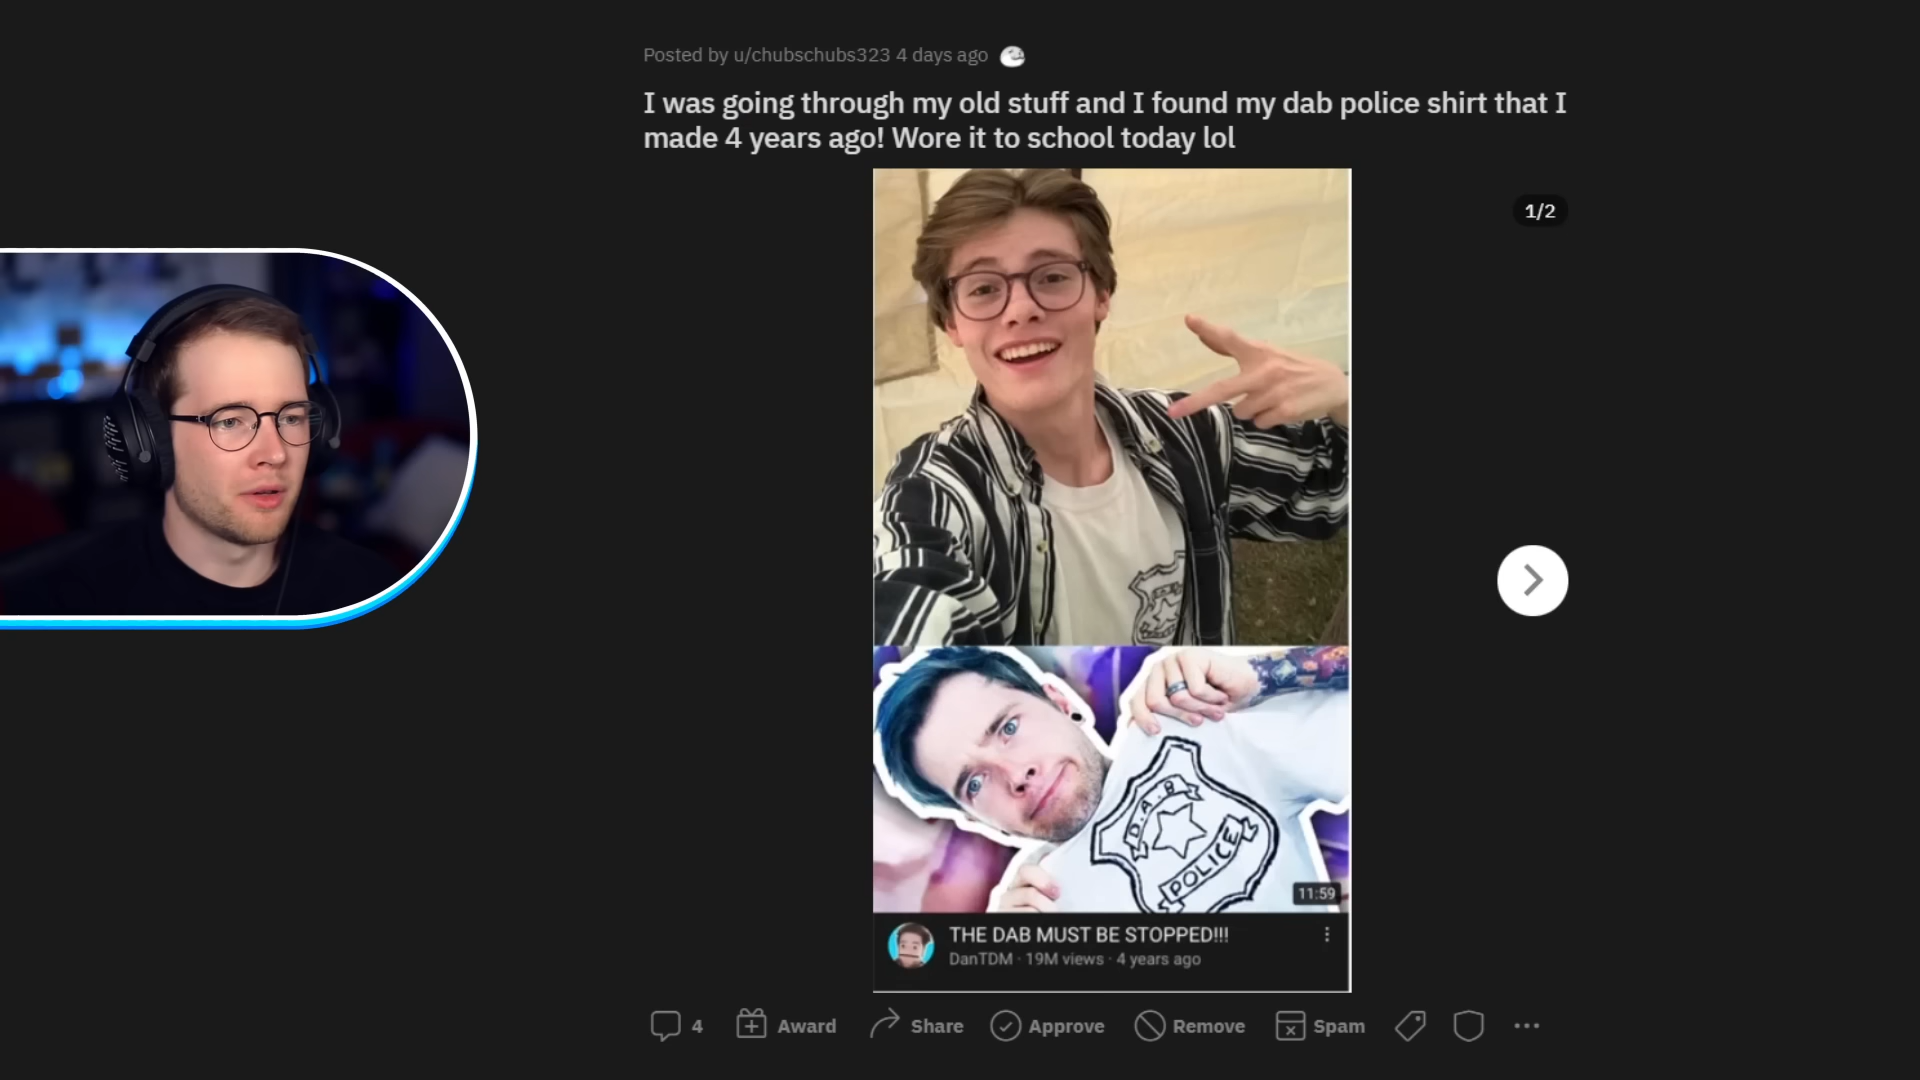 Posted by u/chubschubs323 4 days ago
I was going through my old stuff and I found my dab police shirt that I
made 4 years ago! Wore it to school today lol
1/2
D.A.B
POLICE
11:59
THE DAB MUST BE STOPPED!!!
DanTDM · 19M views · 4 years ago
4
Award
Share
Approve
Remove
Spam